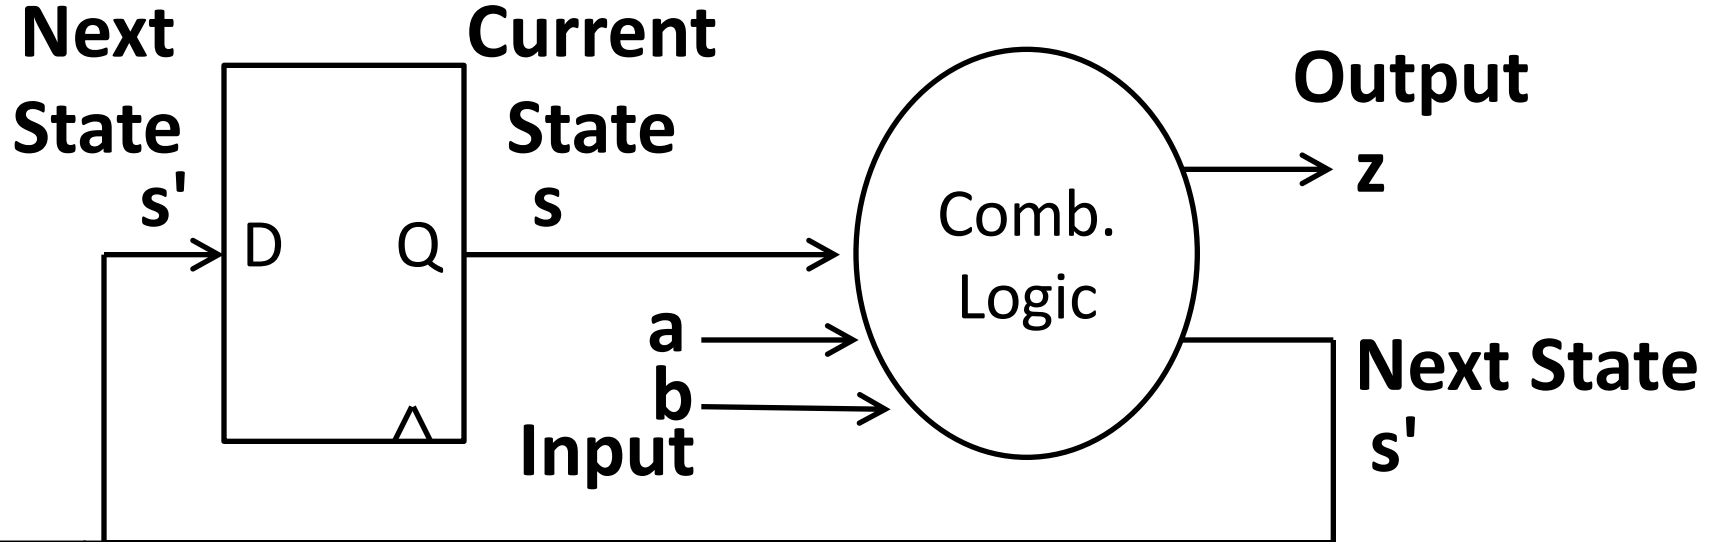 Next
State
s'
D
Q
Current
State
s
a
b
Input
Comb.
Logic
Output
z
Next State
s'